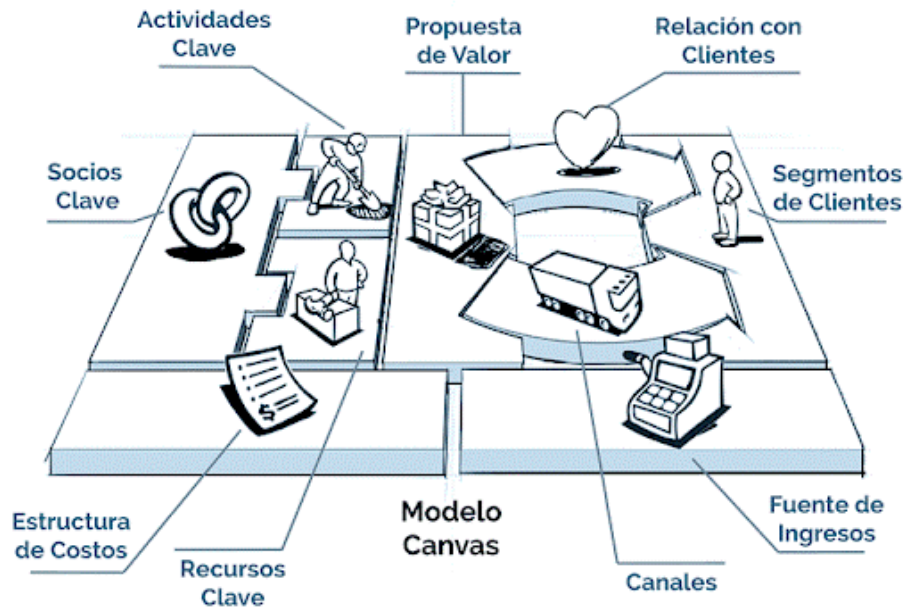 Actividades
Clave
Propuesta
de Valor
Relación con
Clientes
Socios
Clave
Segmentos
de Clientes
Estructura
de Costos
Recursos
Clave
Modelo
Canvas
Canales
Fuente de
Ingresos